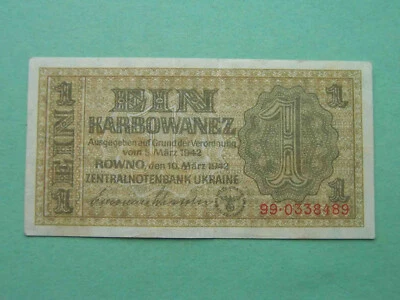 EIN
KARBOWANEZ
Ausgegeben auf Grund der Verordnung
vom 5. März 1942
ROWNO, den 10. März 1942
ZENTRALNOTENBANK UKRAINE
99·0338489
1
1
1
1
1
EIN